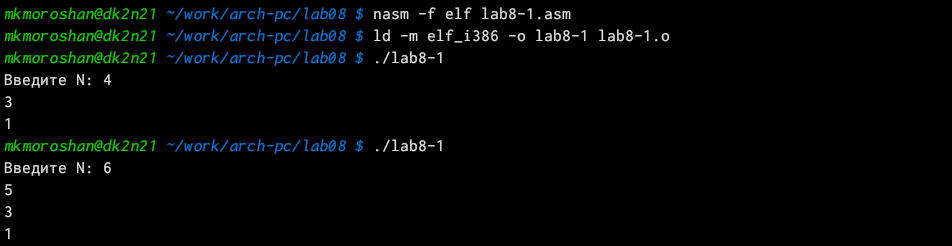 mkmoroshan@dk2n21 ~/work/arch-pc/lab08 $ nasm -f elf lab8-1.asm
mkmoroshan@dk2n21 ~/work/arch-pc/lab08 $ ld -m elf_i386 -o lab8-1 lab8-1.o
mkmoroshan@dk2n21 ~/work/arch-pc/lab08 $ ./lab8-1
Введите N: 4
3
1
mkmoroshan@dk2n21 ~/work/arch-pc/lab08 $ ./lab8-1
Введите N: 6
5
3
1